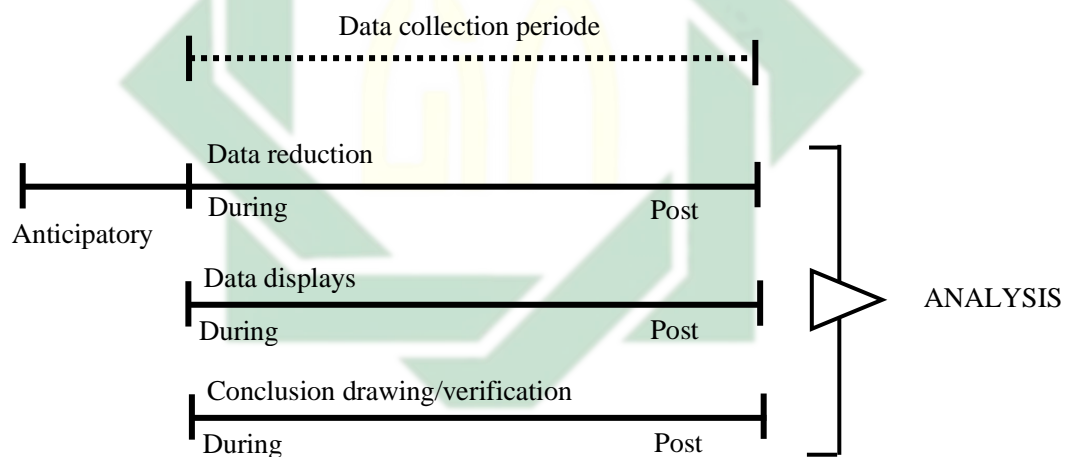 Data collection periode
Data reduction
During Post
Anticipatory
Data displays
During Post
ANALYSIS
Conclusion drawing/verification
During Post